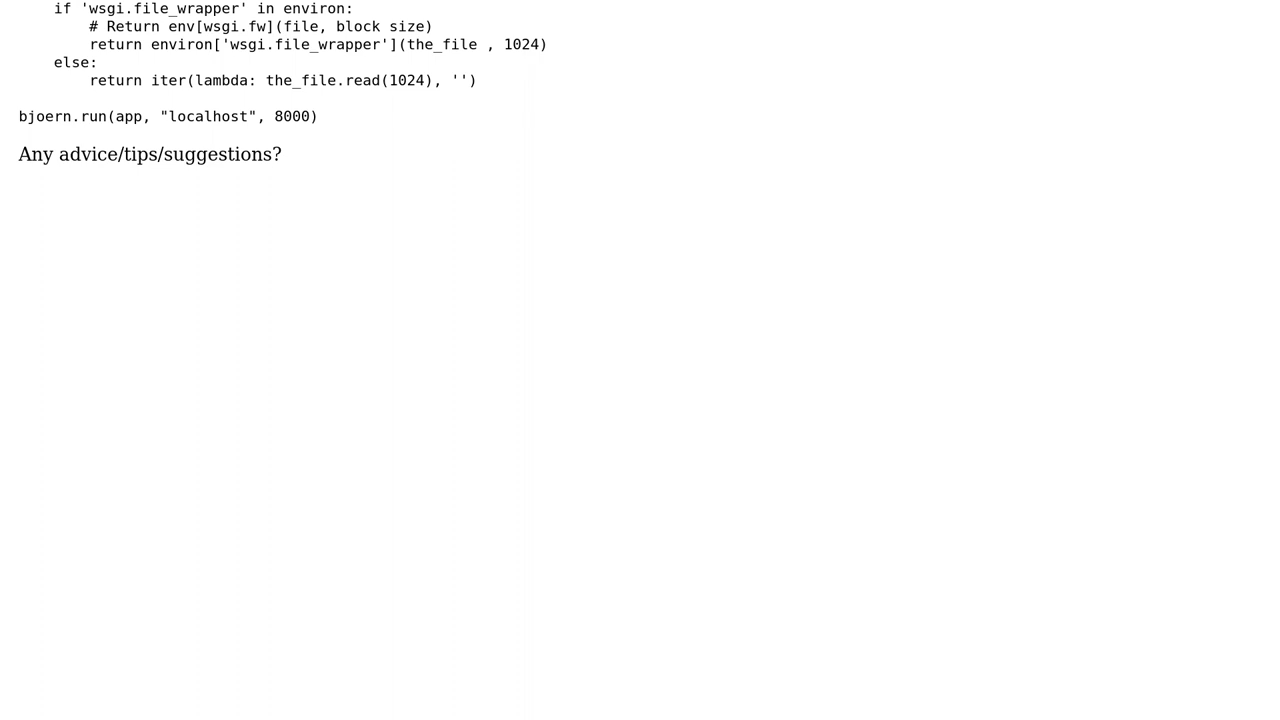 if 'wsgi.file_wrapper' in environ:
        # Return env[wsgi.fw](file, block size)
        return environ['wsgi.file_wrapper'](the_file , 1024)
    else:
        return iter(lambda: the_file.read(1024), '')

bjoern.run(app, "localhost", 8000)
Any advice/tips/suggestions?